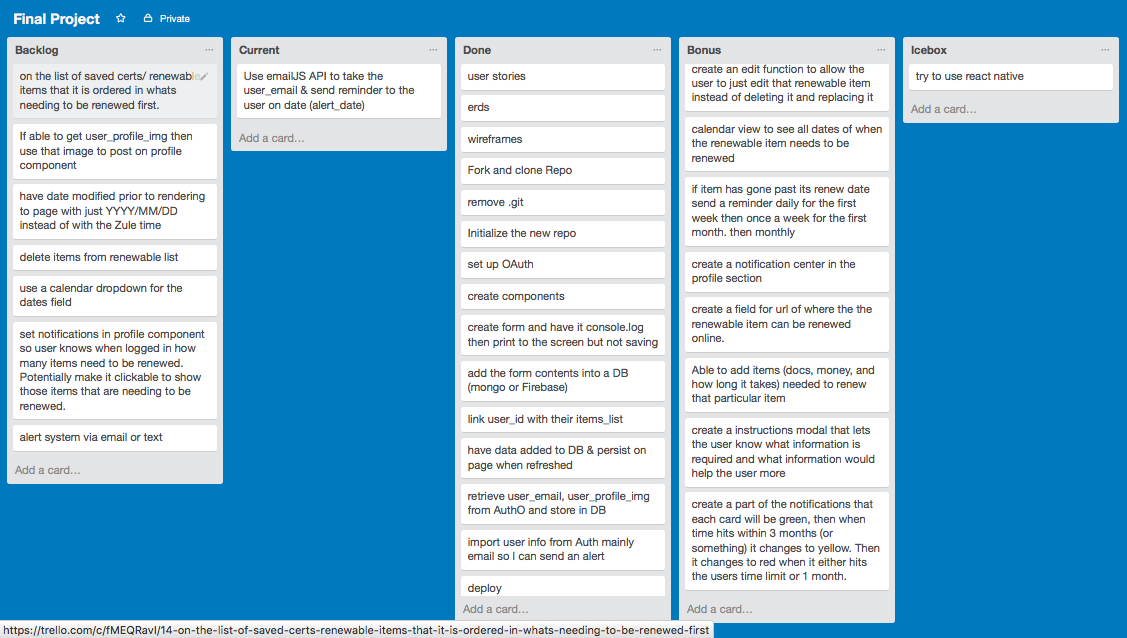 Final Project
Private
Backlog
on the list of saved certs/ renewable
items that it is ordered in whats
needing to be renewed first.
If able to get user_profile_img then
use that image to post on profile
component
have date modified prior to rendering
to page with just YYYY/MM/DD
instead of with the Zule time
delete items from renewable list
use a calendar dropdown for the
dates field
set notifications in profile component
so user knows when logged in how
many items need to be renewed.
Potentially make it clickable to show
those items that are needing to be
renewed.
alert system via email or text
Add a card...
Current
Use emailJS API to take the
user_email & send reminder to the
user on date (alert_date)
Add a card...
Done
user stories
erds
wireframes
Fork and clone Repo
remove .git
Initialize the new repo
set up OAuth
create components
create form and have it console.log
then print to the screen but not saving
add the form contents into a DB
(mongo or Firebase)
link user_id with their items_list
have data added to DB & persist on
page when refreshed
retrieve user_email, user_profile_img
from AuthO and store in DB
import user info from Auth mainly
email so I can send an alert
deploy
Add a card...
Bonus
create an edit function to allow the
user to just edit that renewable item
instead of deleting it and replacing it
calendar view to see all dates of when
the renewable item needs to be
renewed
if item has gone past its renew date
send a reminder daily for the first
week then once a week for the first
month. then monthly
create a notification center in the
profile section
create a field for url of where the the
renewable item can be renewed
online.
Able to add items (docs, money, and
how long it takes) needed to renew
that particular item
create a instructions modal that lets
the user know what information is
required and what information would
help the user more
create a part of the notifications that
each card will be green, then when
time hits within 3 months (or
something) it changes to yellow. Then
it changes to red when it either hits
the users time limit or 1 month.
Add a card...
Icebox
try to use react native
Add a card...
https://trello.com/c/fMEQRavI/14-on-the-list-of-saved-certs-renewable-items-that-it-is-ordered-in-whats-needing-to-be-renewed-first